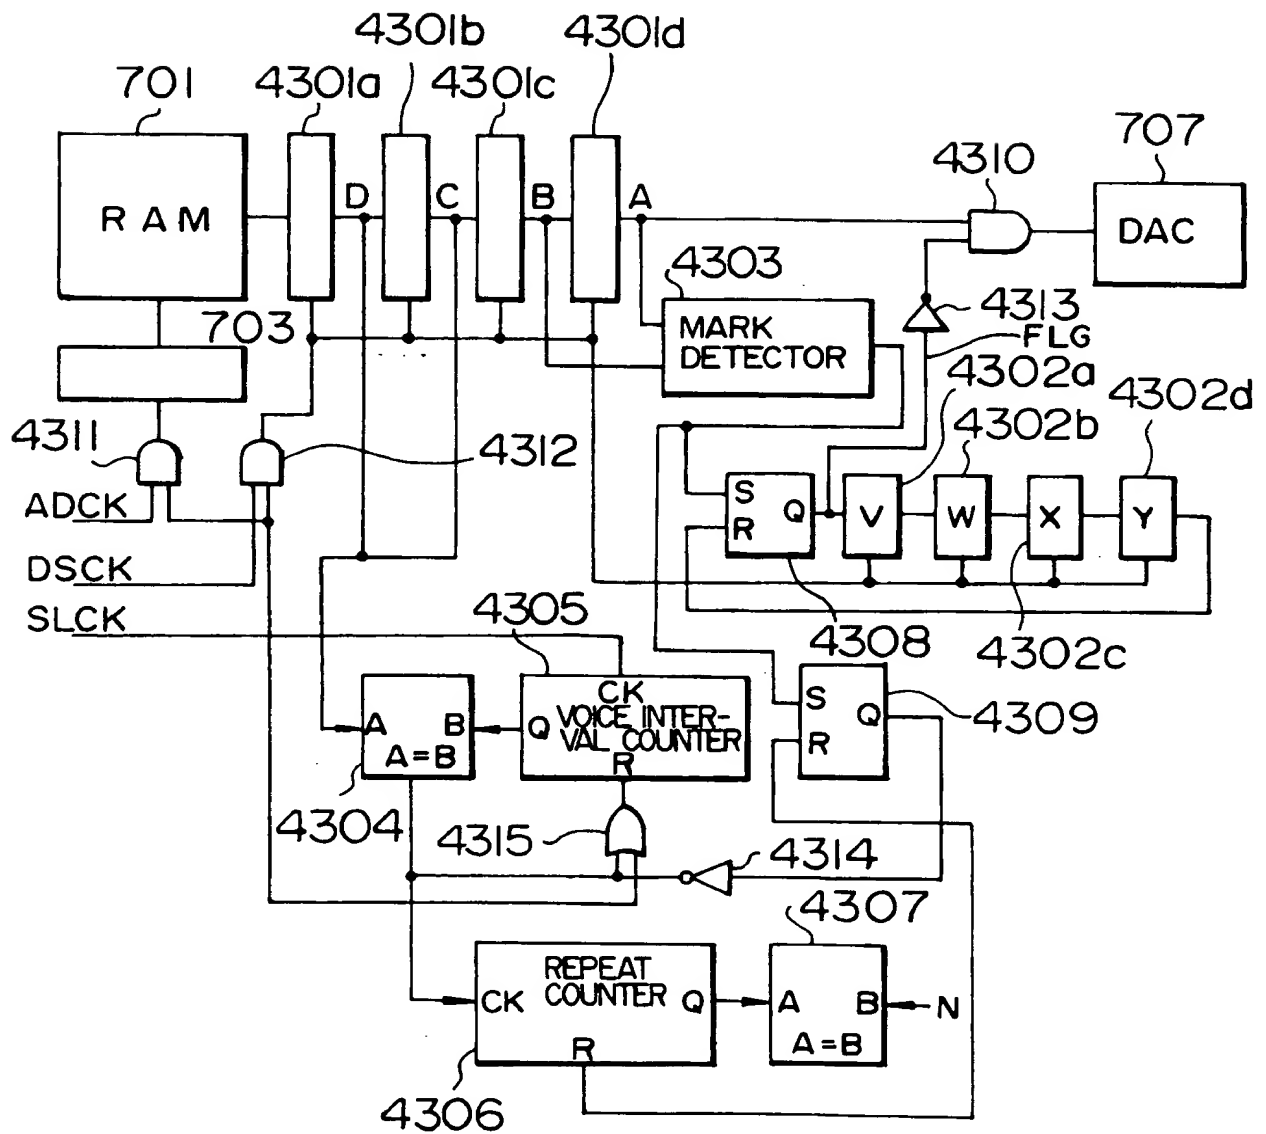 4301b
4301d
701
4301a
4301c
707
4310
RAM
D
C
B
A
DAC
4303
MARK
DETECTOR
4313
FLG
703
4302a
4302d
4302b
4311
4312
ADCK
S
Q
R
V
W
X
Y
DSCK
SLCK
4305
4308
4302c
CK
Q
VOICE INTER-
VAL COUNTER
R
A
B
A=B
S
Q
R
4309
4304
4315
4314
4307
REPEAT
COUNTER
CK
Q
R
A
B
N
A=B
4306